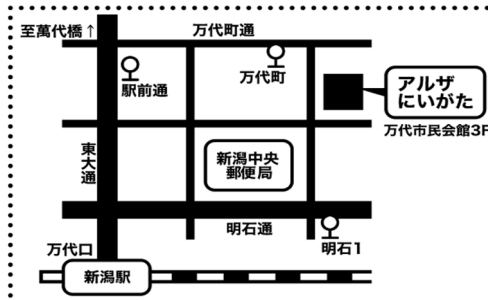 至萬代橋↑
万代町通
駅前通
万代町
アルザ
にいがた
万代市民会館3F
東大通
新潟中央
郵便局
明石通
明石1
万代口
新潟駅